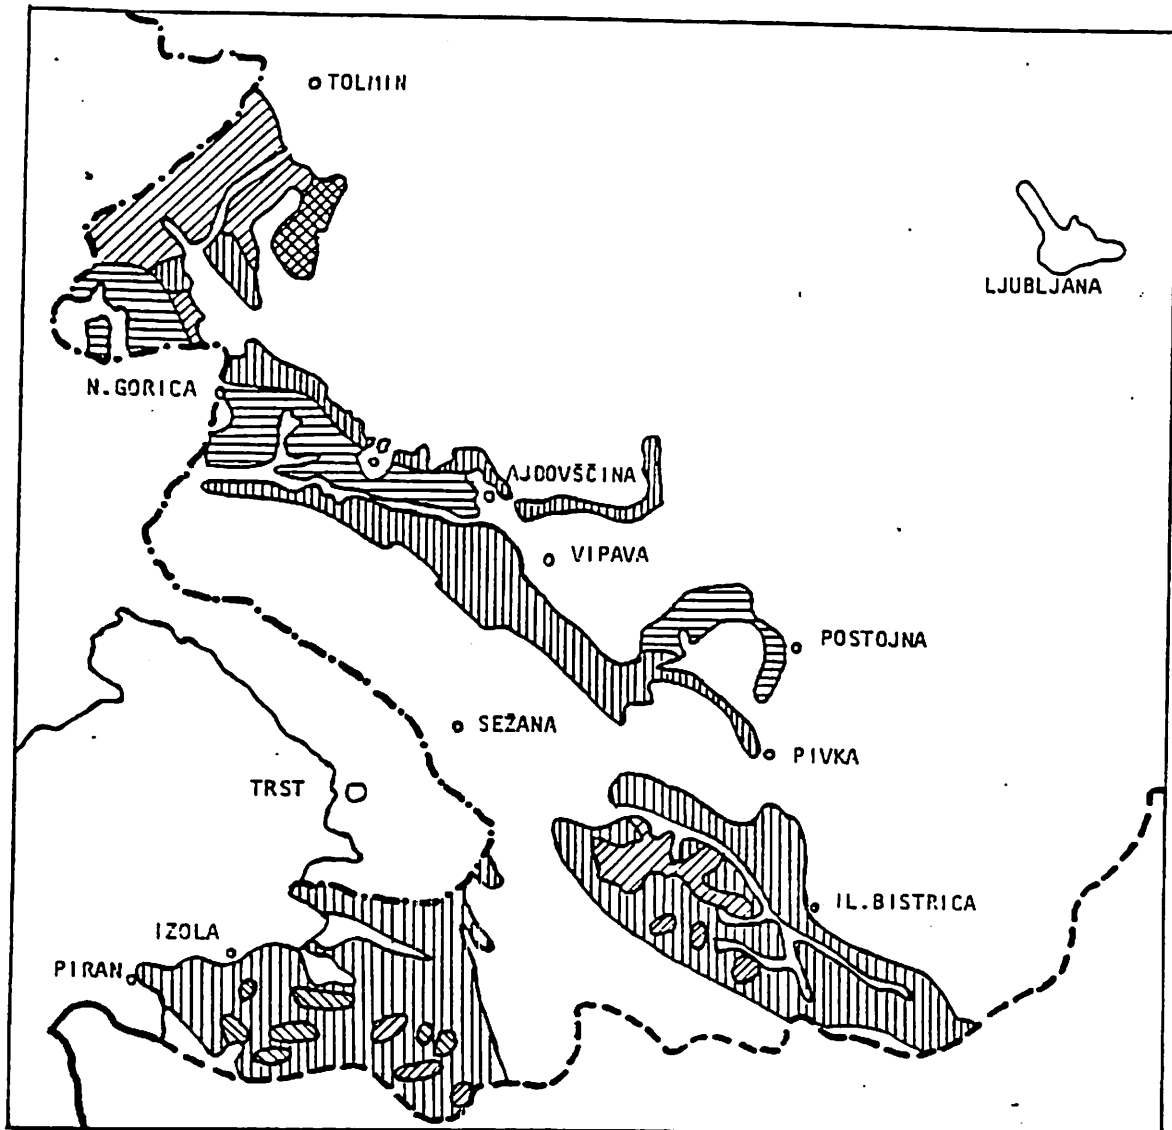 TOLMIN
LJUBLJANA
N.GORICA
AJDOVŠČINA
VIPAVA
POSTOJNA
SEŽANA
PIVKA
TRST
IL.BISTRICA
IZOLA
PIRAN